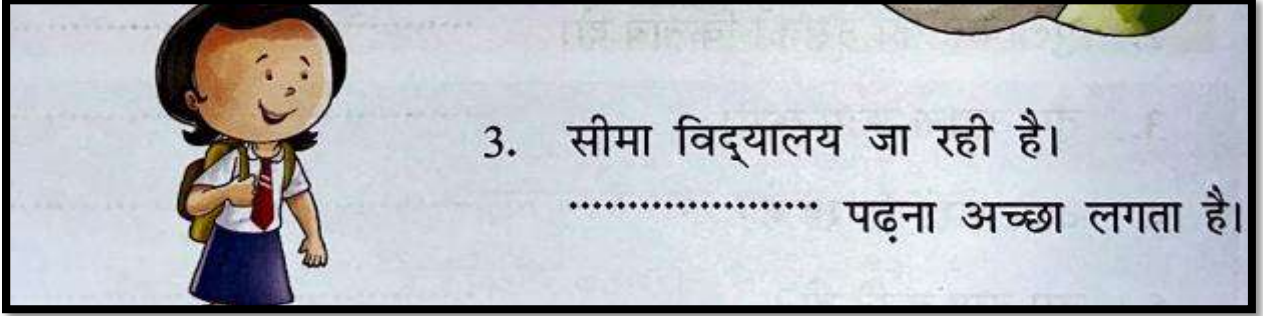 3. सीमा विद्‌यालय जा रही है।
..................... पढ़ना अच्छा लगता है।